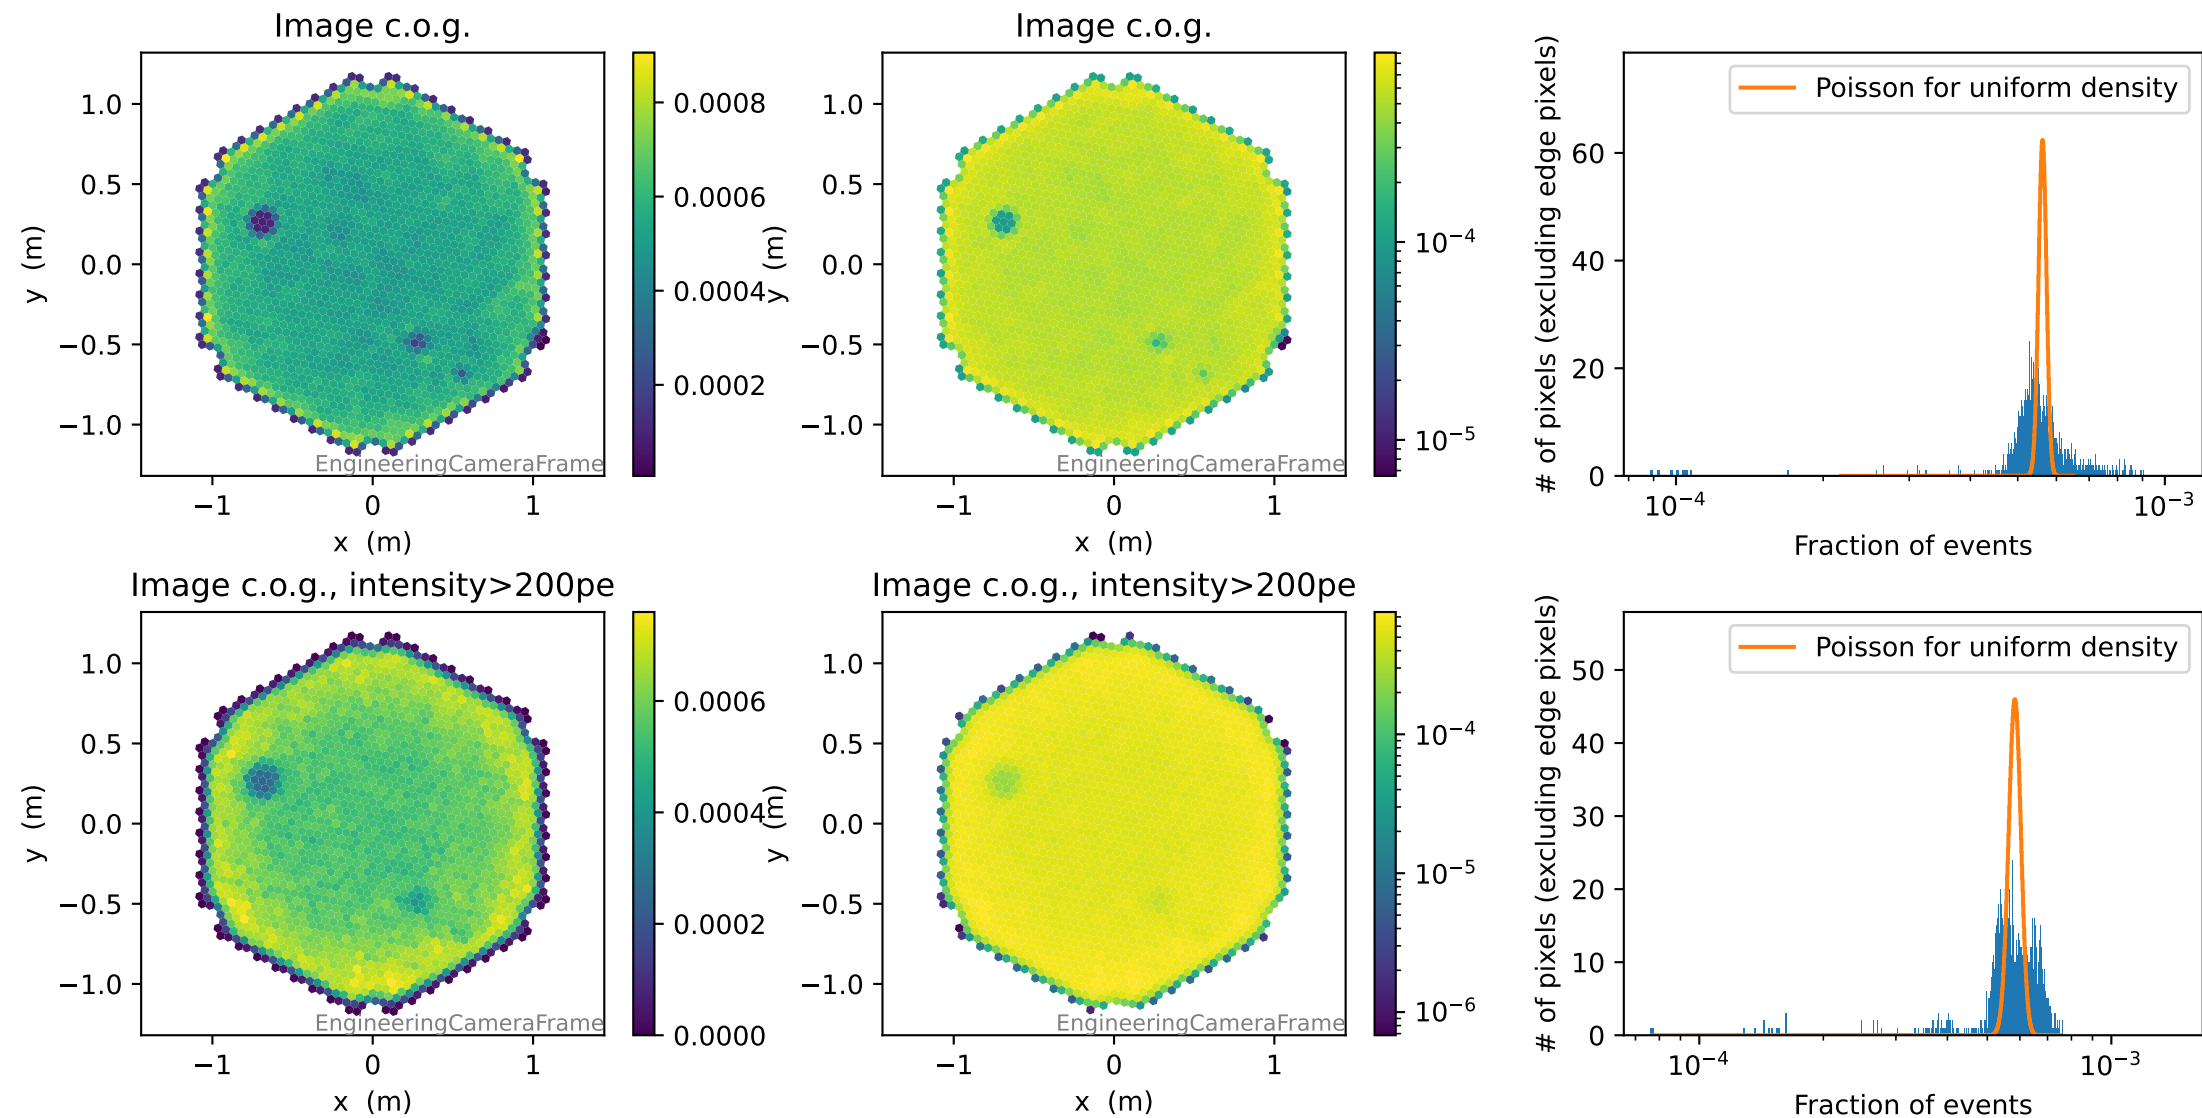 Image c.o.g.
1.0
0.5
0.0
−0.5
−1.0
y (m)
−1
0
1
x (m)
EngineeringCameraFrame
0.0008
0.0006
0.0004
0.0002
Image c.o.g.
1.0
0.5
0.0
−0.5
−1.0
y (m)
−1
0
1
x (m)
EngineeringCameraFrame
10⁻⁴
10⁻⁵
# of pixels (excluding edge pixels)
60
40
20
0
Poisson for uniform density
10⁻⁴
10⁻³
Fraction of events
Image c.o.g., intensity>200pe
1.0
0.5
0.0
−0.5
−1.0
y (m)
−1
0
1
x (m)
EngineeringCameraFrame
0.0006
0.0004
0.0002
0.0000
Image c.o.g., intensity>200pe
1.0
0.5
0.0
−0.5
−1.0
y (m)
−1
0
1
x (m)
EngineeringCameraFrame
10⁻⁴
10⁻⁵
10⁻⁶
# of pixels (excluding edge pixels)
50
40
30
20
10
0
Poisson for uniform density
10⁻⁴
10⁻³
Fraction of events